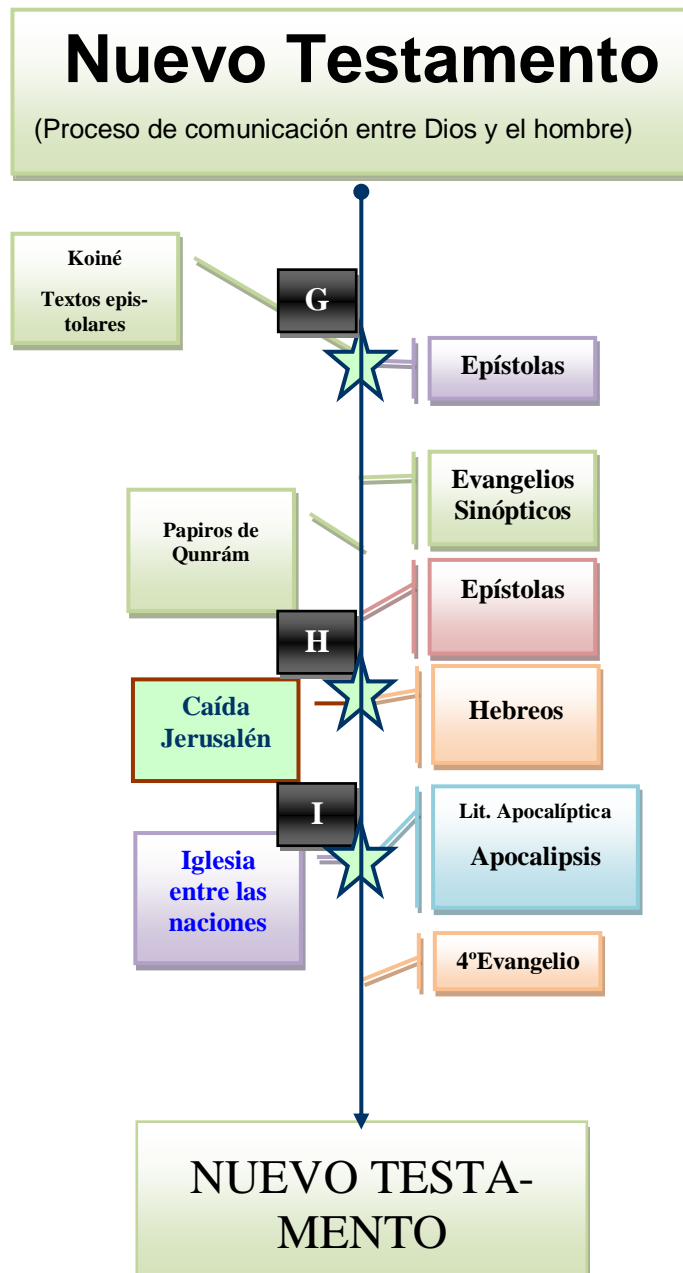 Nuevo Testamento
(Proceso de comunicación entre Dios y el hombre)
Koiné
Textos epis-
tolares
G
Epístolas
Evangelios
Sinópticos
Papiros de
Qunrám
Epístolas
H
Caída
Jerusalén
Hebreos
I
Lit. Apocalíptica
Apocalipsis
Iglesia
entre las
naciones
4ºEvangelio
NUEVO TESTA-
MENTO